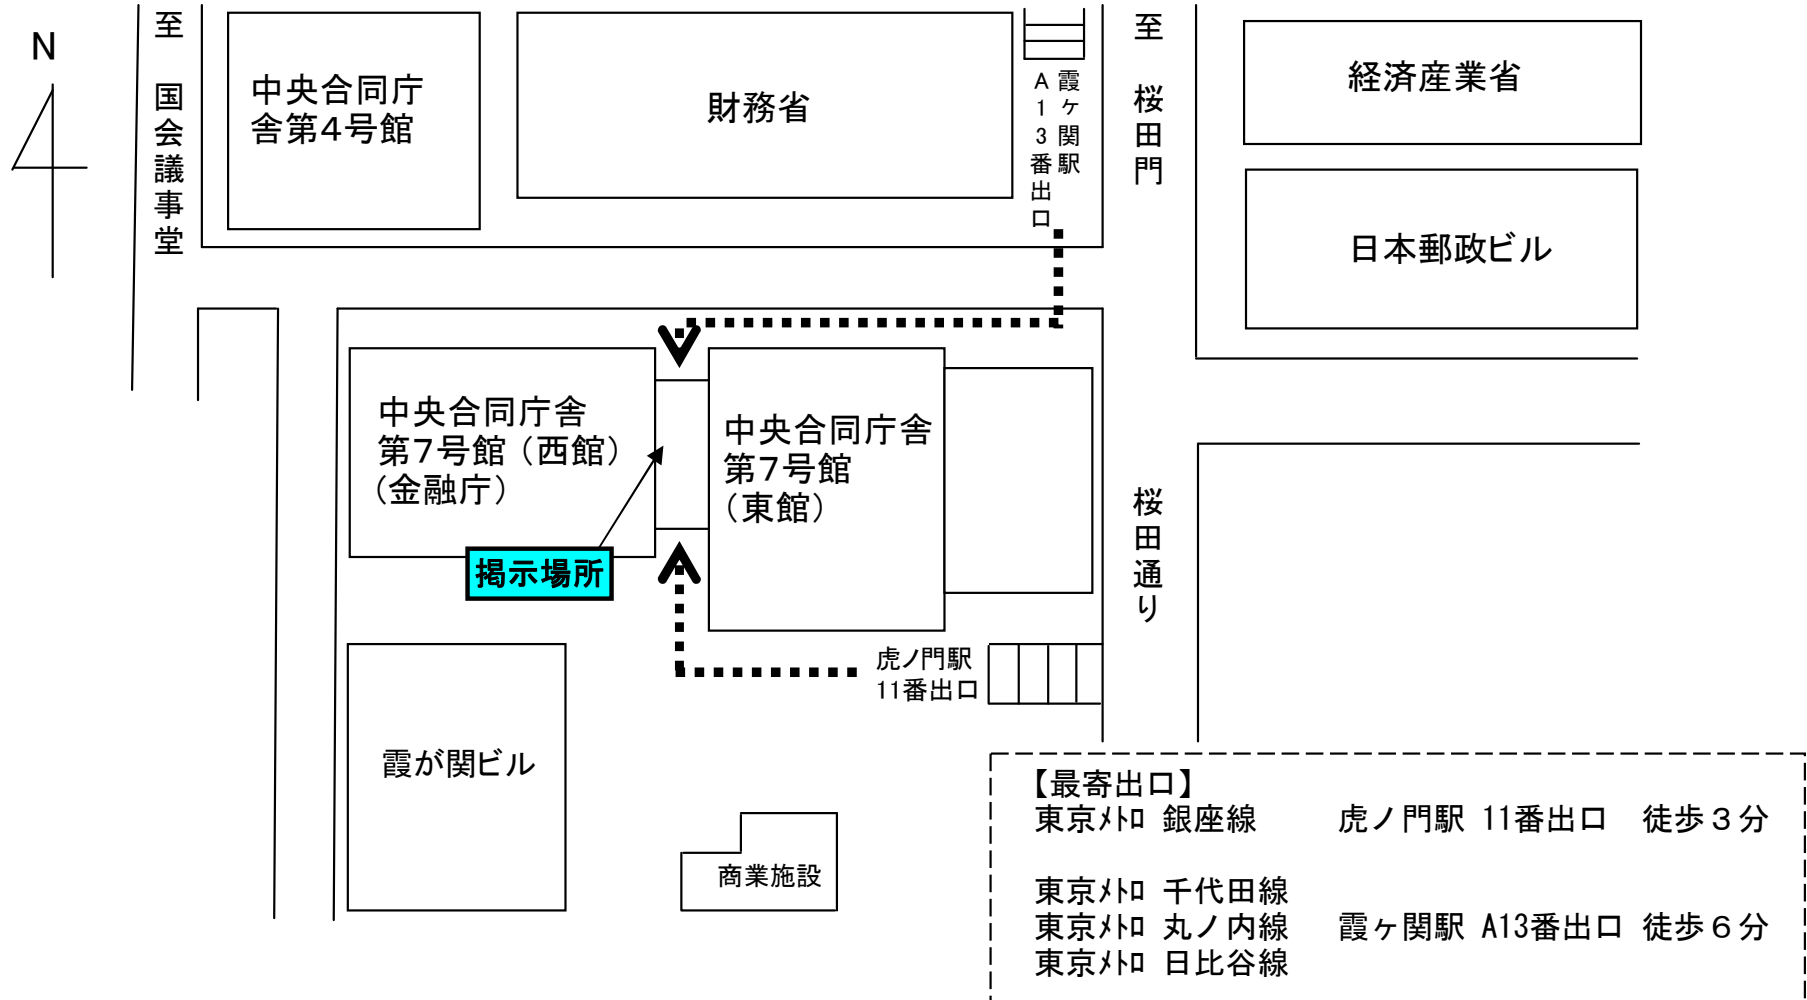 N
至 国会議事堂
中央合同庁
舎第4号館
財務省
霞ヶ関駅
A13番出口
至 桜田門
経済産業省
日本郵政ビル
中央合同庁舎
第7号館（西館）
（金融庁）
中央合同庁舎
第7号館
（東館）
掲示場所
桜田通り
虎ノ門駅
11番出口
霞が関ビル
商業施設
【最寄出口】
東京ﾒﾄﾛ 銀座線 虎ノ門駅 11番出口 徒歩３分
東京ﾒﾄﾛ 千代田線
東京ﾒﾄﾛ 丸ノ内線 霞ヶ関駅 A13番出口 徒歩６分
東京ﾒﾄﾛ 日比谷線